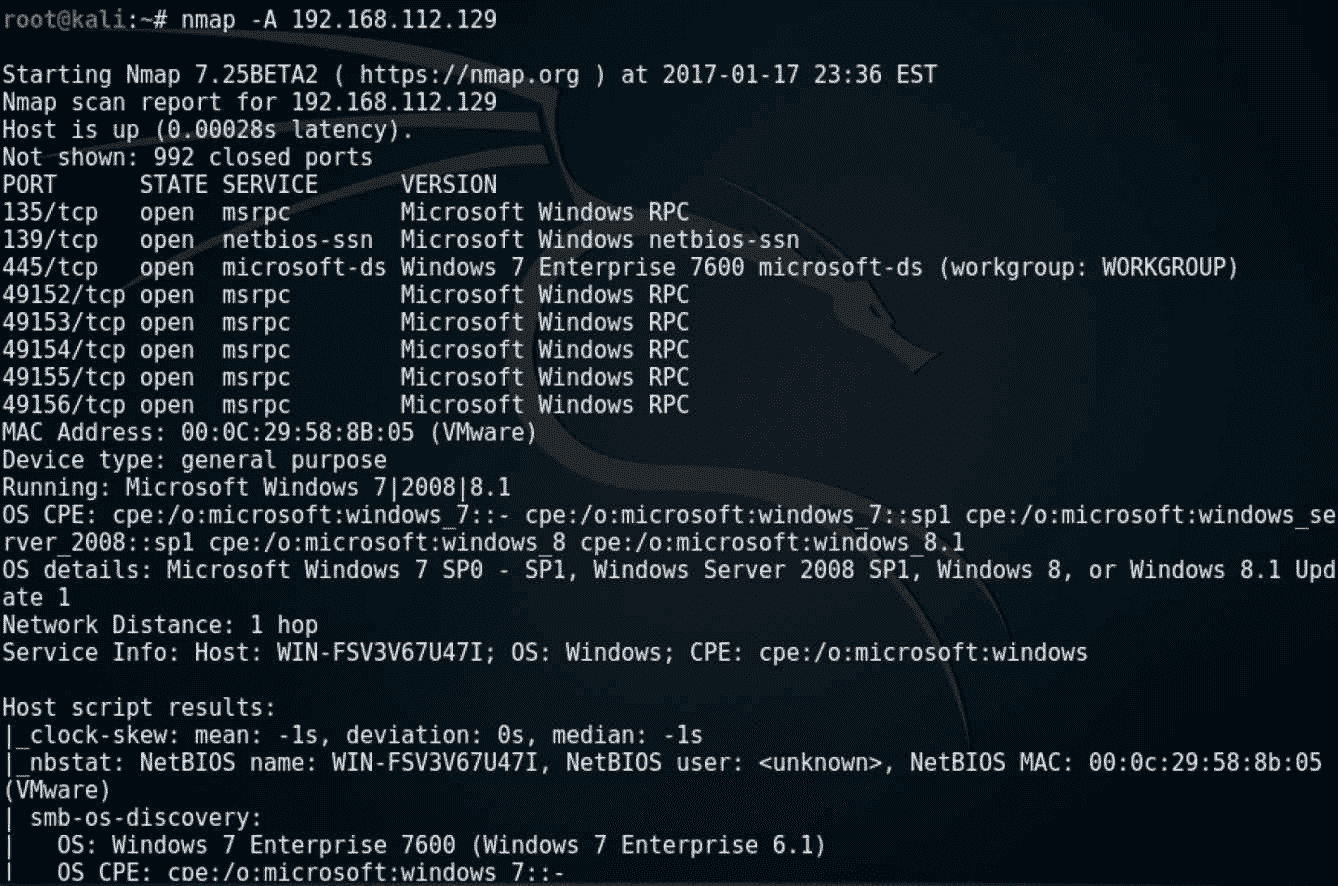 root@kali:~# nmap -A 192.168.112.129
Starting Nmap 7.25BETA2 ( https://nmap.org ) at 2017-01-17 23:36 EST
Nmap scan report for 192.168.112.129
Host is up (0.00028s latency).
Not shown: 992 closed ports
PORT      STATE SERVICE      VERSION
135/tcp   open  msrpc        Microsoft Windows RPC
139/tcp   open  netbios-ssn  Microsoft Windows netbios-ssn
445/tcp   open  microsoft-ds Windows 7 Enterprise 7600 microsoft-ds (workgroup: WORKGROUP)
49152/tcp open  msrpc        Microsoft Windows RPC
49153/tcp open  msrpc        Microsoft Windows RPC
49154/tcp open  msrpc        Microsoft Windows RPC
49155/tcp open  msrpc        Microsoft Windows RPC
49156/tcp open  msrpc        Microsoft Windows RPC
MAC Address: 00:0C:29:58:8B:05 (VMware)
Device type: general purpose
Running: Microsoft Windows 7|2008|8.1
OS CPE: cpe:/o:microsoft:windows_7::- cpe:/o:microsoft:windows_7::sp1 cpe:/o:microsoft:windows_se
rver_2008::sp1 cpe:/o:microsoft:windows_8 cpe:/o:microsoft:windows_8.1
OS details: Microsoft Windows 7 SP0 - SP1, Windows Server 2008 SP1, Windows 8, or Windows 8.1 Upd
ate 1
Network Distance: 1 hop
Service Info: Host: WIN-FSV3V67U47I; OS: Windows; CPE: cpe:/o:microsoft:windows
Host script results:
|_clock-skew: mean: -1s, deviation: 0s, median: -1s
|_nbstat: NetBIOS name: WIN-FSV3V67U47I, NetBIOS user: <unknown>, NetBIOS MAC: 00:0c:29:58:8b:05
(VMware)
| smb-os-discovery:
|   OS: Windows 7 Enterprise 7600 (Windows 7 Enterprise 6.1)
|   OS CPE: cpe:/o:microsoft:windows_7::-